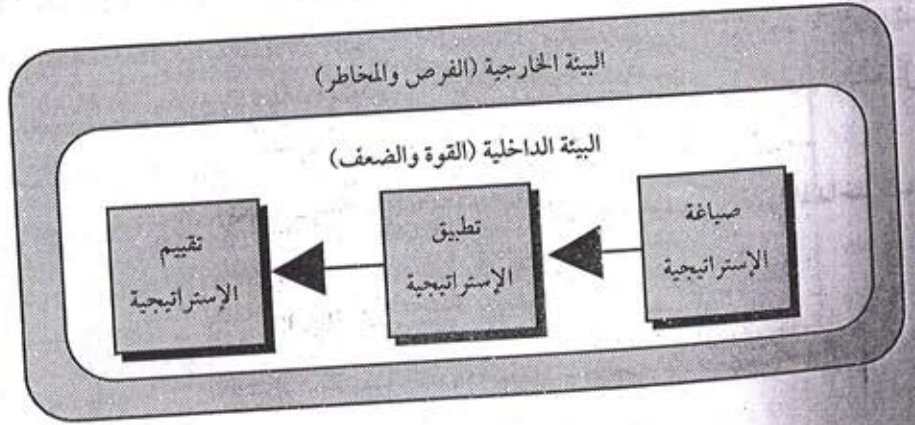 البيئة الخارجية (الفرص والمخاطر)
البيئة الداخلية (القوة والضعف)
صياغة
الإستراتيجية
تطبيق
الإستراتيجية
تقييم
الإستراتيجية